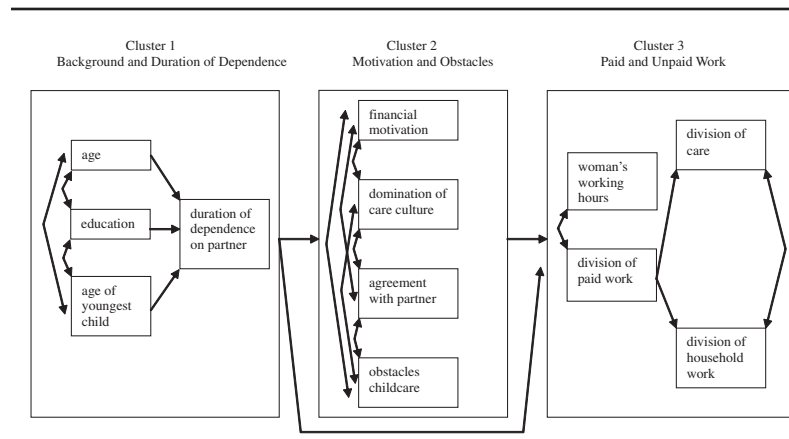 Cluster 1
Background and Duration of Dependence
Cluster 2
Motivation and Obstacles
Cluster 3
Paid and Unpaid Work
age
education
age of
youngest
child
duration of
dependence
on partner
financial
motivation
domination of
care culture
agreement
with partner
obstacles
childcare
woman's
working
hours
division of
paid work
division of
care
division of
household
work